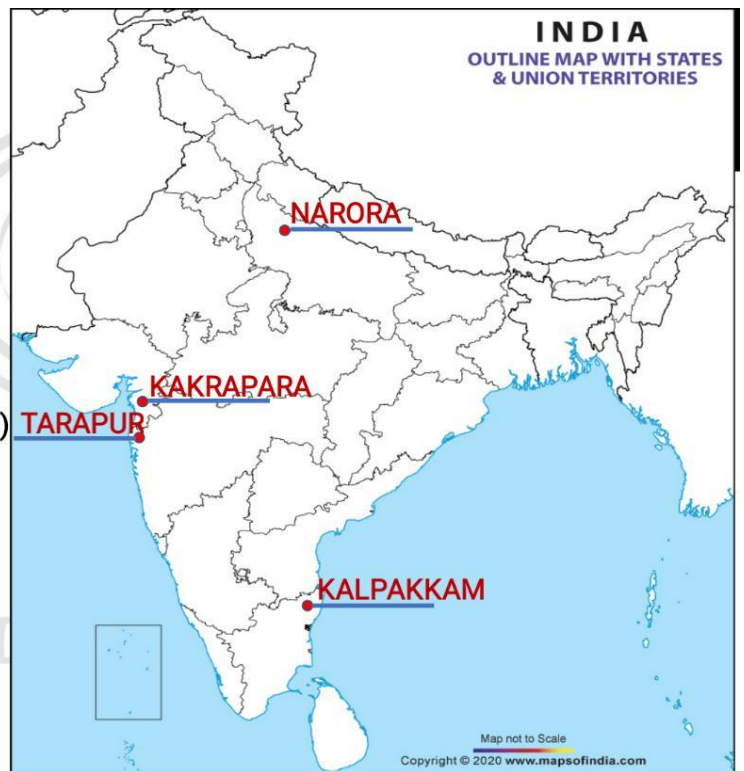 INDIA
OUTLINE MAP WITH STATES
& UNION TERRITORIES
NARORA
KAKRAPARA
)
TARAPUR
KALPAKKAM
Map not to Scale
Copyright © 2020 www.mapsofindia.com